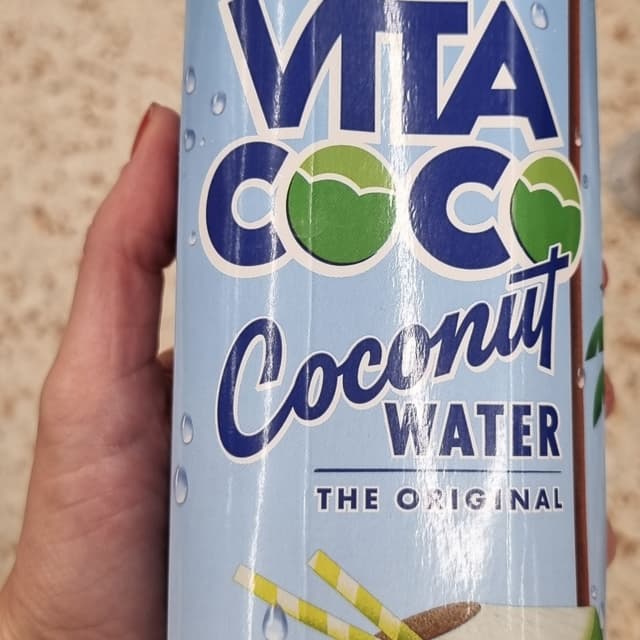 VITA
COCO
Coconut
WATER
THE ORIGINAL